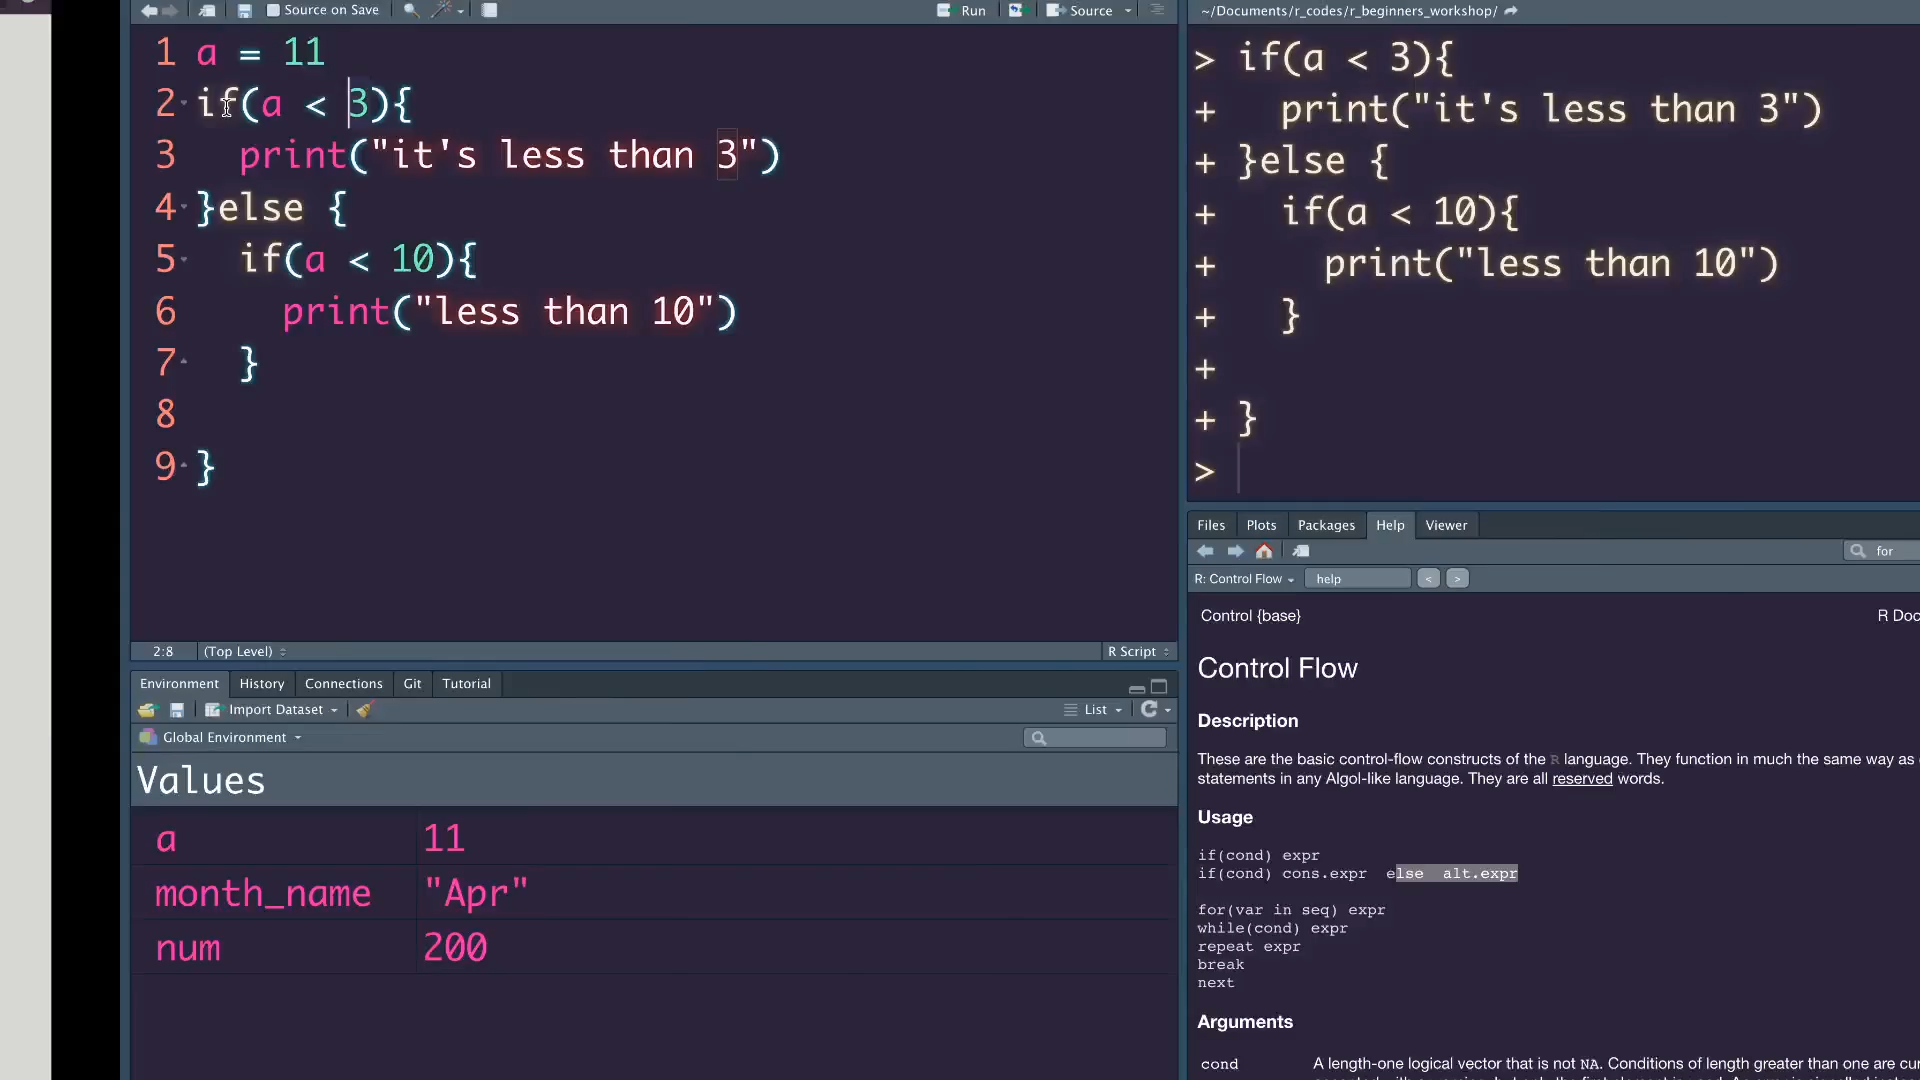 Source on Save
Run
Source
1 a = 11
2 if(a < 3){
3 print("it's less than 3")
4 }else {
5 if(a < 10){
6 print("less than 10")
7 }
8
9 }
2:8 (Top Level)
R Script
~/Documents/r_codes/r_beginners_workshop/
> if(a < 3){
+ print("it's less than 3")
+ }else {
+ if(a < 10){
+ print("less than 10")
+ }
+
+ }
>
Environment History Connections Git Tutorial
Import Dataset
List
Global Environment
Values
a 11
month_name "Apr"
num 200
Files Plots Packages Help Viewer
for
R: Control Flow
help
< >
Control {base}
R Doc
Control Flow
Description
These are the basic control-flow constructs of the R language. They function in much the same way as
statements in any Algol-like language. They are all reserved words.
Usage
if(cond) expr
if(cond) cons.expr else alt.expr
for(var in seq) expr
while(cond) expr
repeat expr
break
next
Arguments
cond A length-one logical vector that is not NA. Conditions of length greater than one are cu